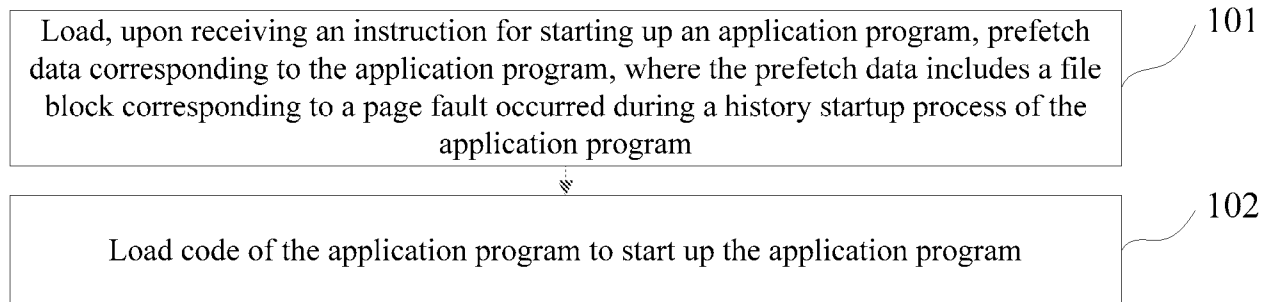 Load, upon receiving an instruction for starting up an application program, prefetch
data corresponding to the application program, where the prefetch data includes a file
block corresponding to a page fault occurred during a history startup process of the
application program
101
Load code of the application program to start up the application program
102